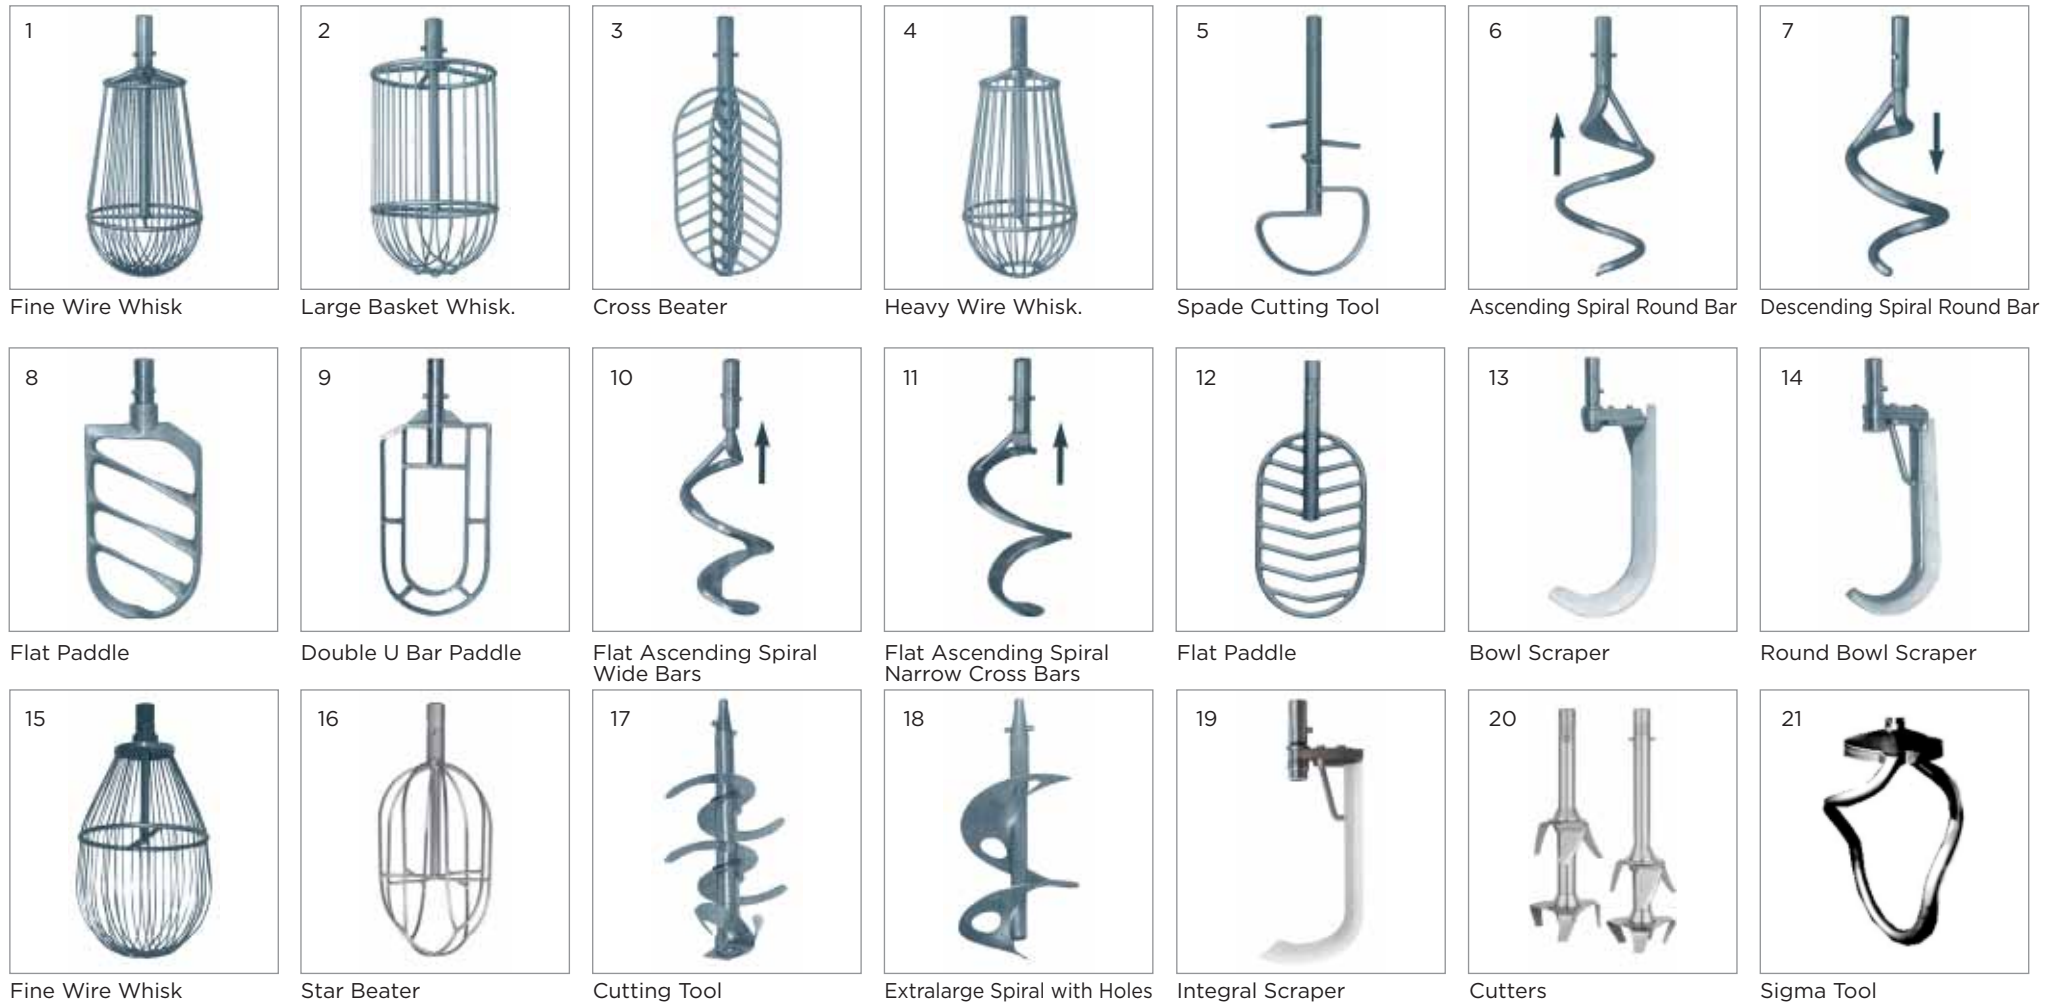 1 2 3 4 5 6 7
Fine Wire Whisk Large Basket Whisk. Cross Beater Heavy Wire Whisk. Spade Cutting Tool Ascending Spiral Round Bar Descending Spiral Round Bar
8 9 10 11 12 13 14
Flat Paddle Double U Bar Paddle Flat Ascending Spiral Flat Ascending Spiral Flat Paddle Bowl Scraper Round Bowl Scraper
Wide Bars Narrow Cross Bars
15 16 17 18 19 20 21
Fine Wire Whisk Star Beater Cutting Tool Extralarge Spiral with Holes Integral Scraper Cutters Sigma Tool